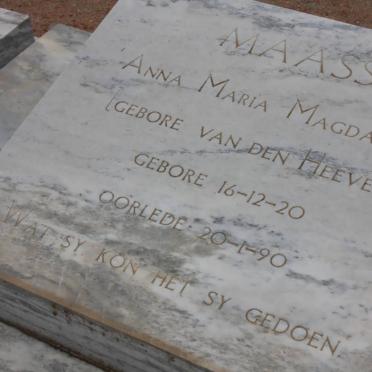 MAASS
ANNA MARIA MAGDA
[GEBORE VAN DEN HEEVE
GEBORE 16-12-20
OORLEDE 20-1-90
WAT SY KON HET SY GEDOEN